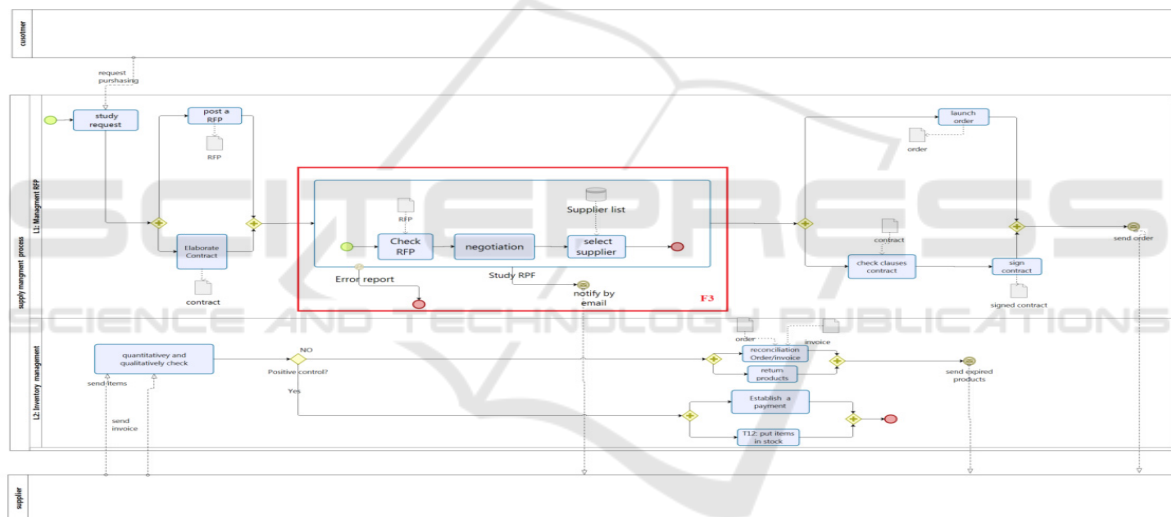 cusotmer
request
purshasing
supply mangment process
L1: Managment RFP
study
request
post a
RFP
RFP
Elaborate
Contract
contract
RFP
Supplier list
Check
RFP
negotiation
select
supplier
Error report
Study RPF
notify by
email
F3
launch
order
order
contract
check clauses
contract
sign
contract
signed contract
send order
L2: Inventory management
quantitativey and
qualitatively check
send items
send
invoice
NO
Positive control?
Yes
order
invoice
reconciliation
Order/invoice
return
products
send expired
products
Establish a
payment
T12: put items
in stock
supplier
SCITEPRESS
SCIENCE AND TECHNOLOGY PUBLICATIONS